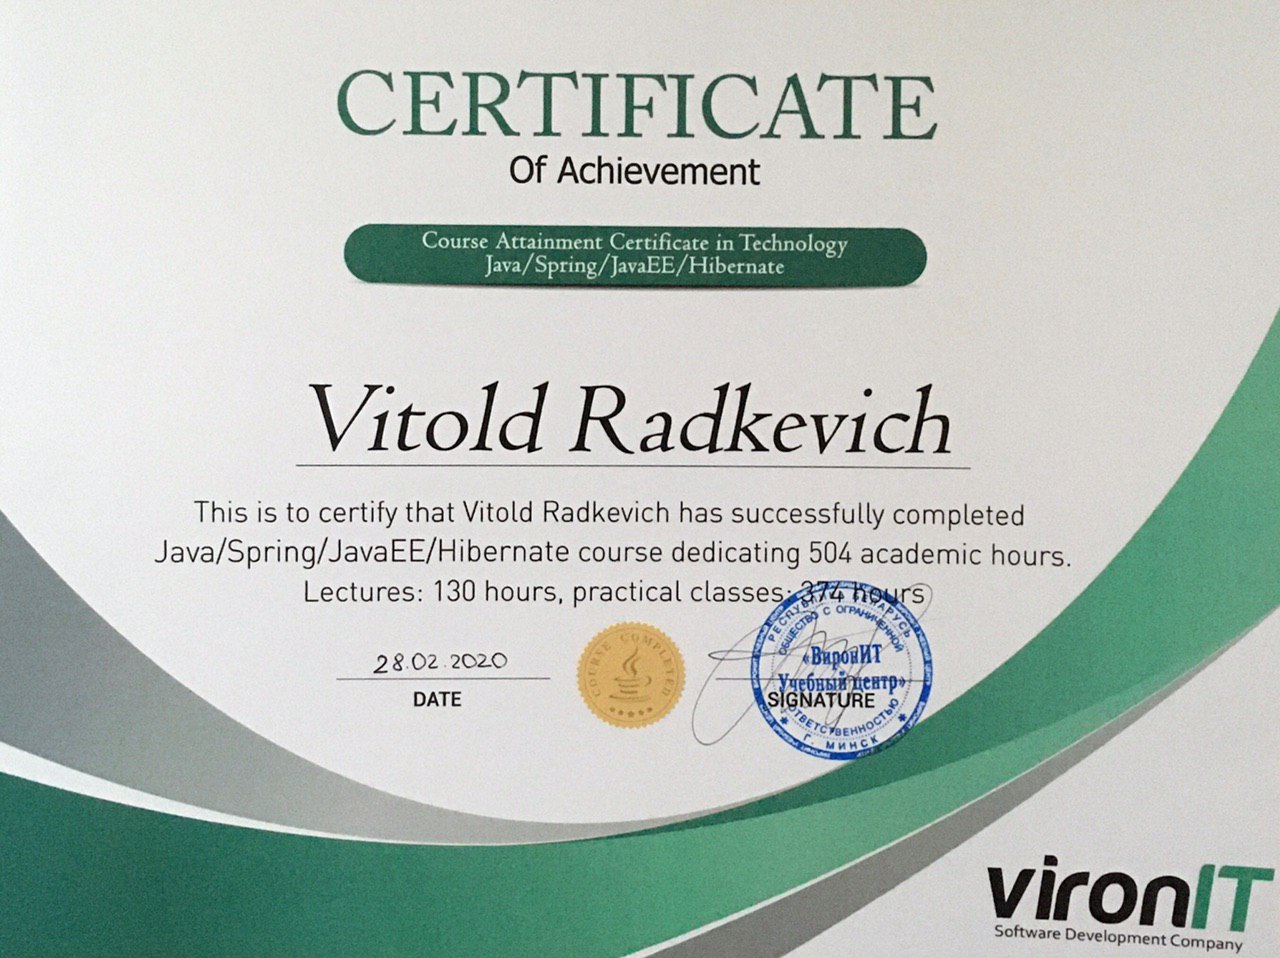 CERTIFICATE
Of Achievement
Course Attainment Certificate in Technology
Java/Spring/JavaEE/Hibernate
Vitold Radkevich
This is to certify that Vitold Radkevich has successfully completed
Java/Spring/JavaEE/Hibernate course dedicating 504 academic hours.
Lectures: 130 hours, practical classes: 374 hours
28.02.2020
DATE
COURSE COMPLETED
РЕСПУБЛИКА БЕЛАРУСЬ
ОБЩЕСТВО С ОГРАНИЧЕННОЙ
«ВиронИТ
Учебный центр»
SIGNATURE
ОТВЕТСТВЕННОСТЬЮ
* Г. МИНСК *
vironIT
Software Development Company